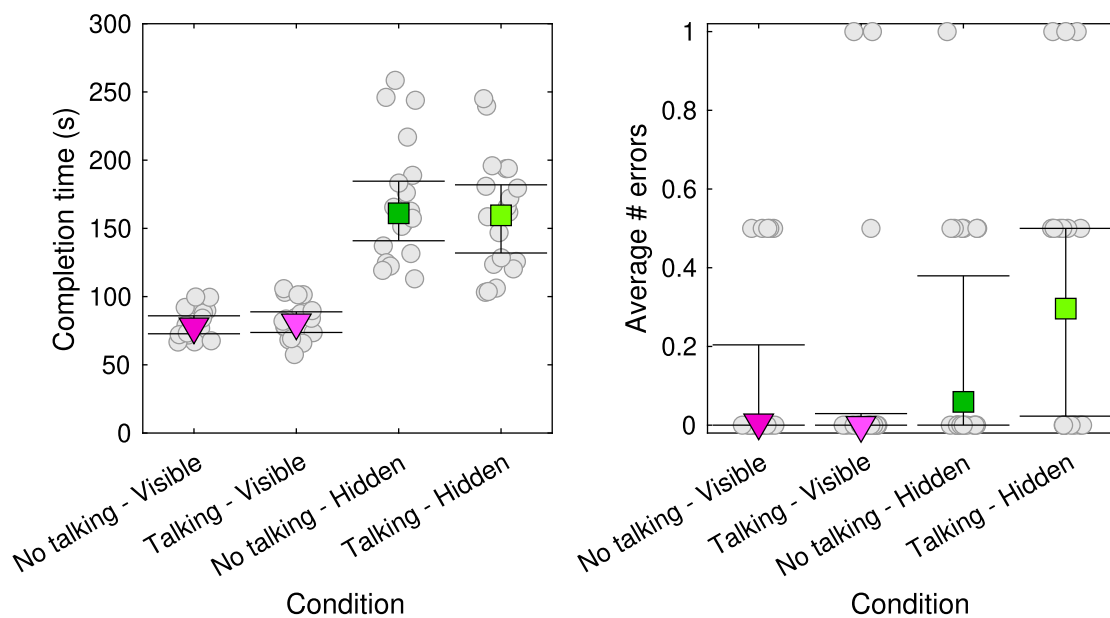 300
250
200
150
100
50
0
Completion time (s)
No talking - Visible
Talking - Visible
No talking - Hidden
Talking - Hidden
Condition
1
0.8
0.6
0.4
0.2
0
Average # errors
No talking - Visible
Talking - Visible
No talking - Hidden
Talking - Hidden
Condition